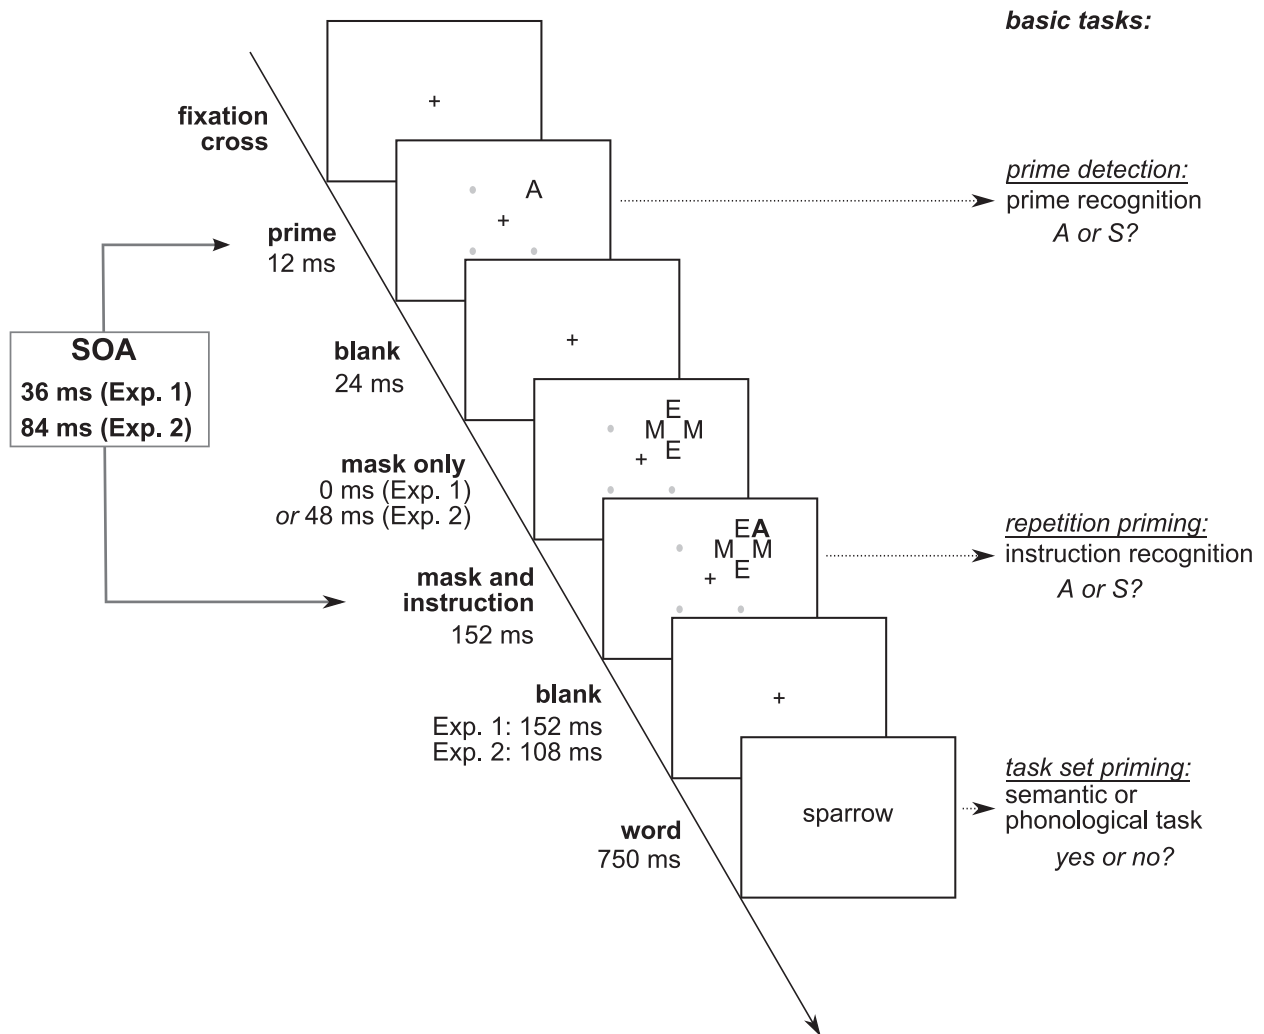 basic tasks:
+
fixation
cross
A
+
prime detection:
prime recognition
A or S?
prime
12 ms
SOA
36 ms (Exp. 1)
84 ms (Exp. 2)
+
blank
24 ms
E
M M
E
+
mask only
0 ms (Exp. 1)
or 48 ms (Exp. 2)
EA
M M
E
+
repetition priming:
instruction recognition
A or S?
mask and
instruction
152 ms
+
blank
Exp. 1: 152 ms
Exp. 2: 108 ms
sparrow
task set priming:
semantic or
phonological task
yes or no?
word
750 ms